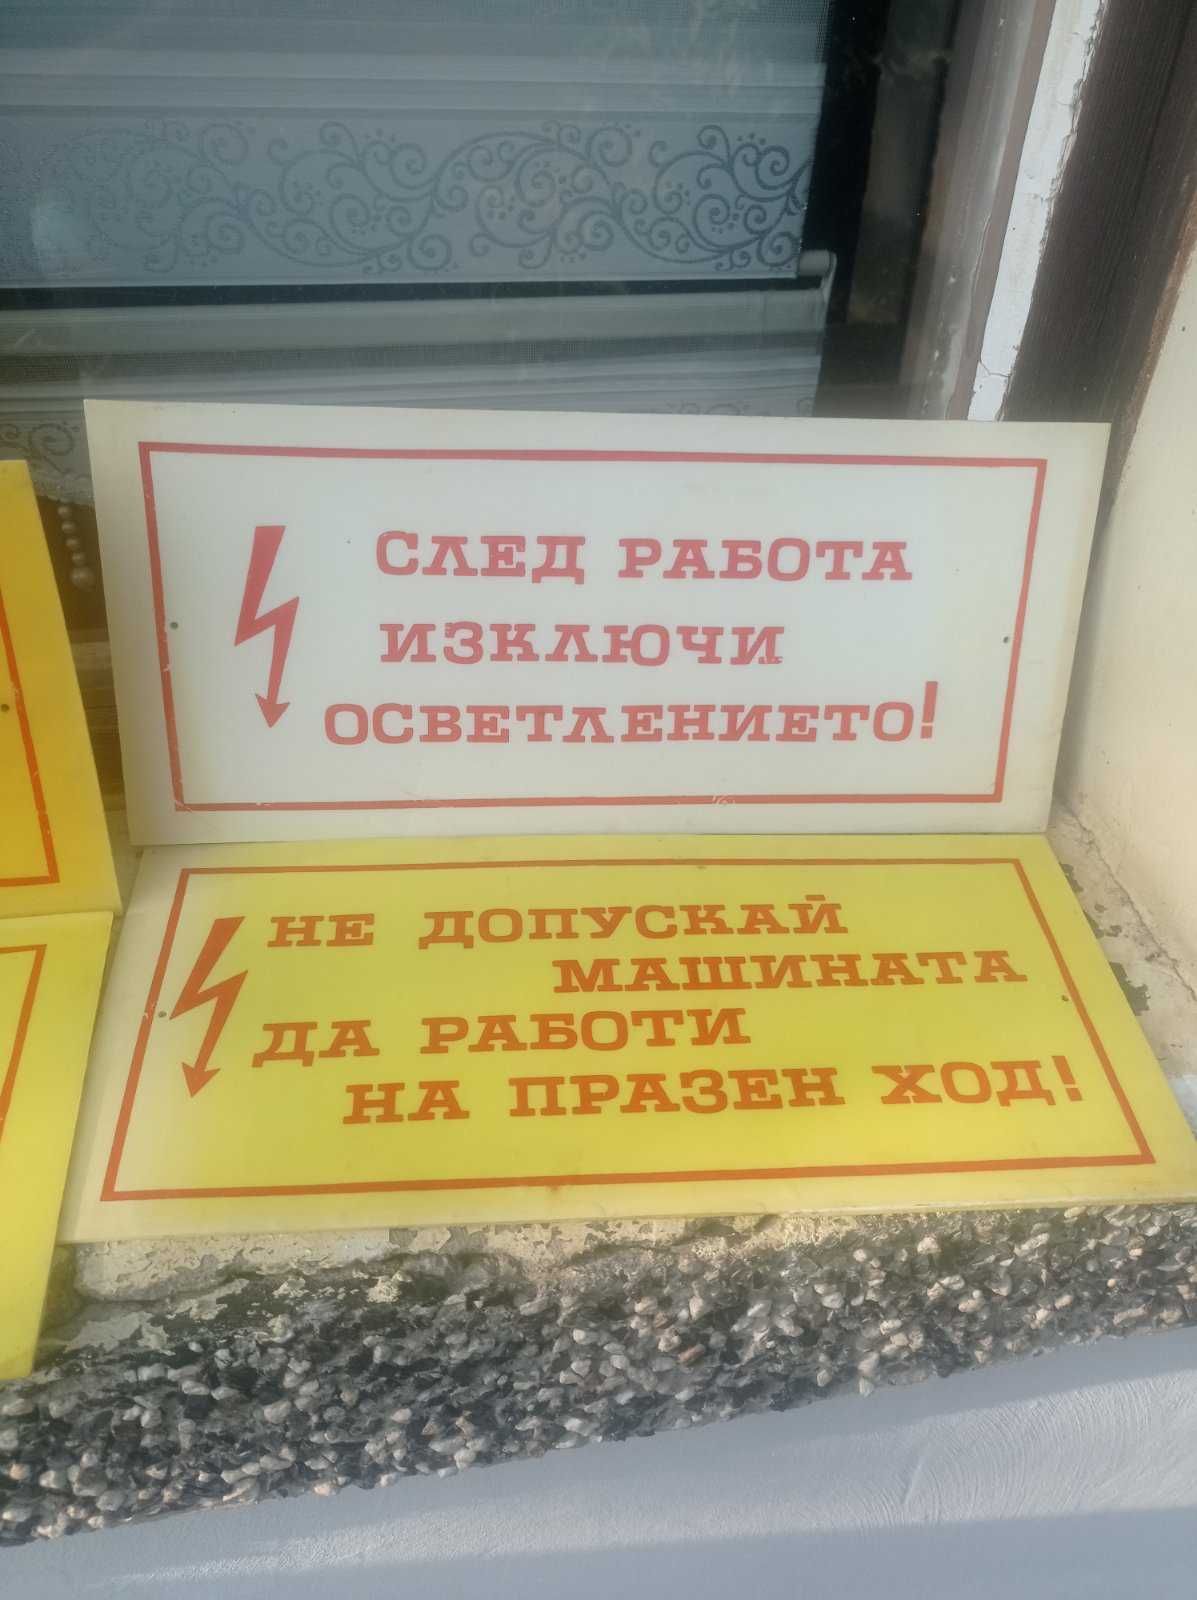 СЛЕД РАБОТА
ИЗКЛЮЧИ
ОСВЕТЛЕНИЕТО!
НЕ ДОПУСКАЙ
МАШИНАТА
ДА РАБОТИ
НА ПРАЗЕН ХОД!